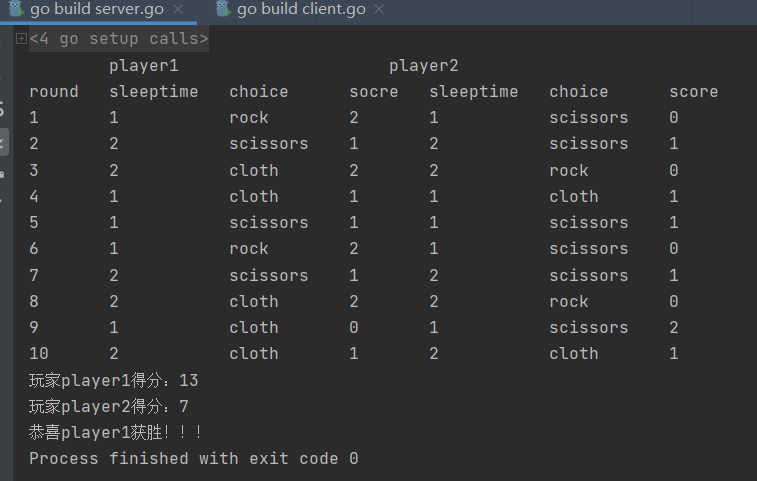 go build server.go × go build client.go ×
<4 go setup calls>
player1 player2
round sleeptime choice socre sleeptime choice score
1 1 rock 2 1 scissors 0
2 2 scissors 1 2 scissors 1
3 2 cloth 2 2 rock 0
4 1 cloth 1 1 cloth 1
5 1 scissors 1 1 scissors 1
6 1 rock 2 1 scissors 0
7 2 scissors 1 2 scissors 1
8 2 cloth 2 2 rock 0
9 1 cloth 0 1 scissors 2
10 2 cloth 1 2 cloth 1
玩家player1得分：13
玩家player2得分：7
恭喜player1获胜！！！
Process finished with exit code 0